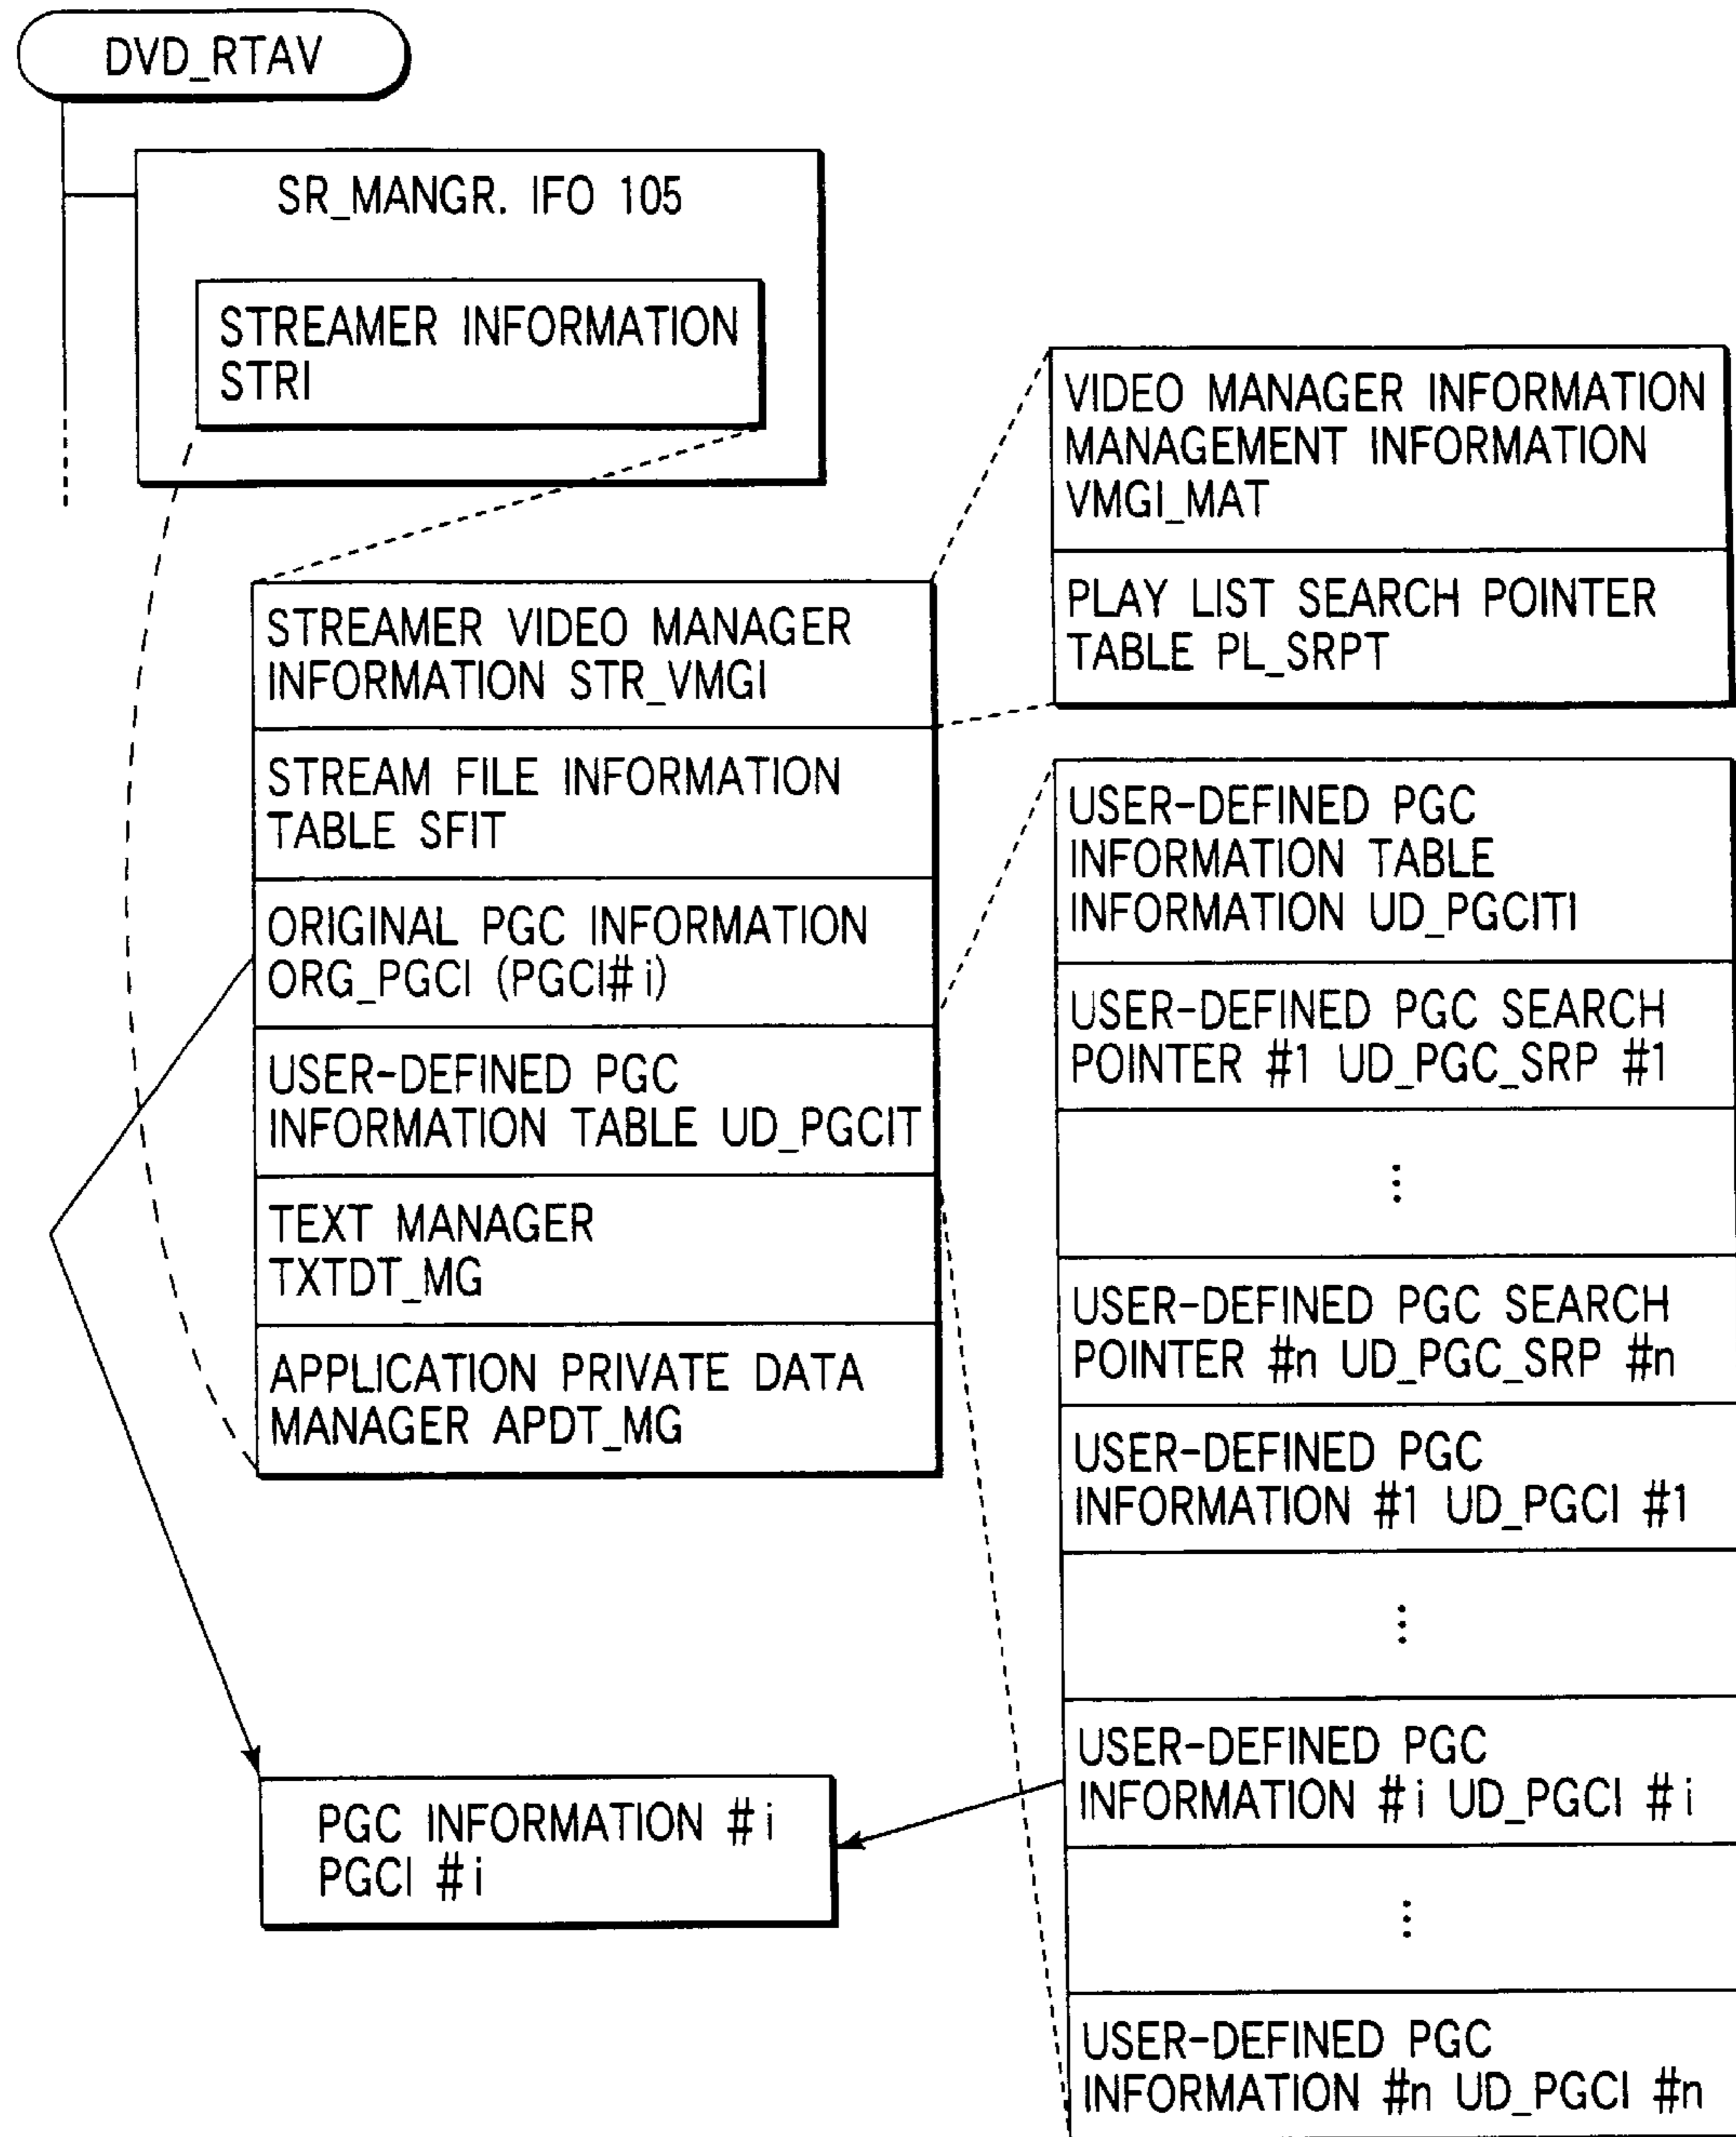 DVD_RTAV
SR_MANGR. IFO 105
STREAMER INFORMATION
STRI
STREAMER VIDEO MANAGER
INFORMATION STR_VMGI
STREAM FILE INFORMATION
TABLE SFIT
ORIGINAL PGC INFORMATION
ORG_PGCI (PGCI# i)
USER-DEFINED PGC
INFORMATION TABLE UD_PGCIT
TEXT MANAGER
TXTDT_MG
APPLICATION PRIVATE DATA
MANAGER APDT_MG
PGC INFORMATION # i
PGCI # i
VIDEO MANAGER INFORMATION
MANAGEMENT INFORMATION
VMGI_MAT
PLAY LIST SEARCH POINTER
TABLE PL_SRPT
USER-DEFINED PGC
INFORMATION TABLE
INFORMATION UD_PGCITI
USER-DEFINED PGC SEARCH
POINTER #1 UD_PGC_SRP #1
⋮
USER-DEFINED PGC SEARCH
POINTER #n UD_PGC_SRP #n
USER-DEFINED PGC
INFORMATION #1 UD_PGCI #1
⋮
USER-DEFINED PGC
INFORMATION # i UD_PGCI # i
⋮
USER-DEFINED PGC
INFORMATION #n UD_PGCI #n